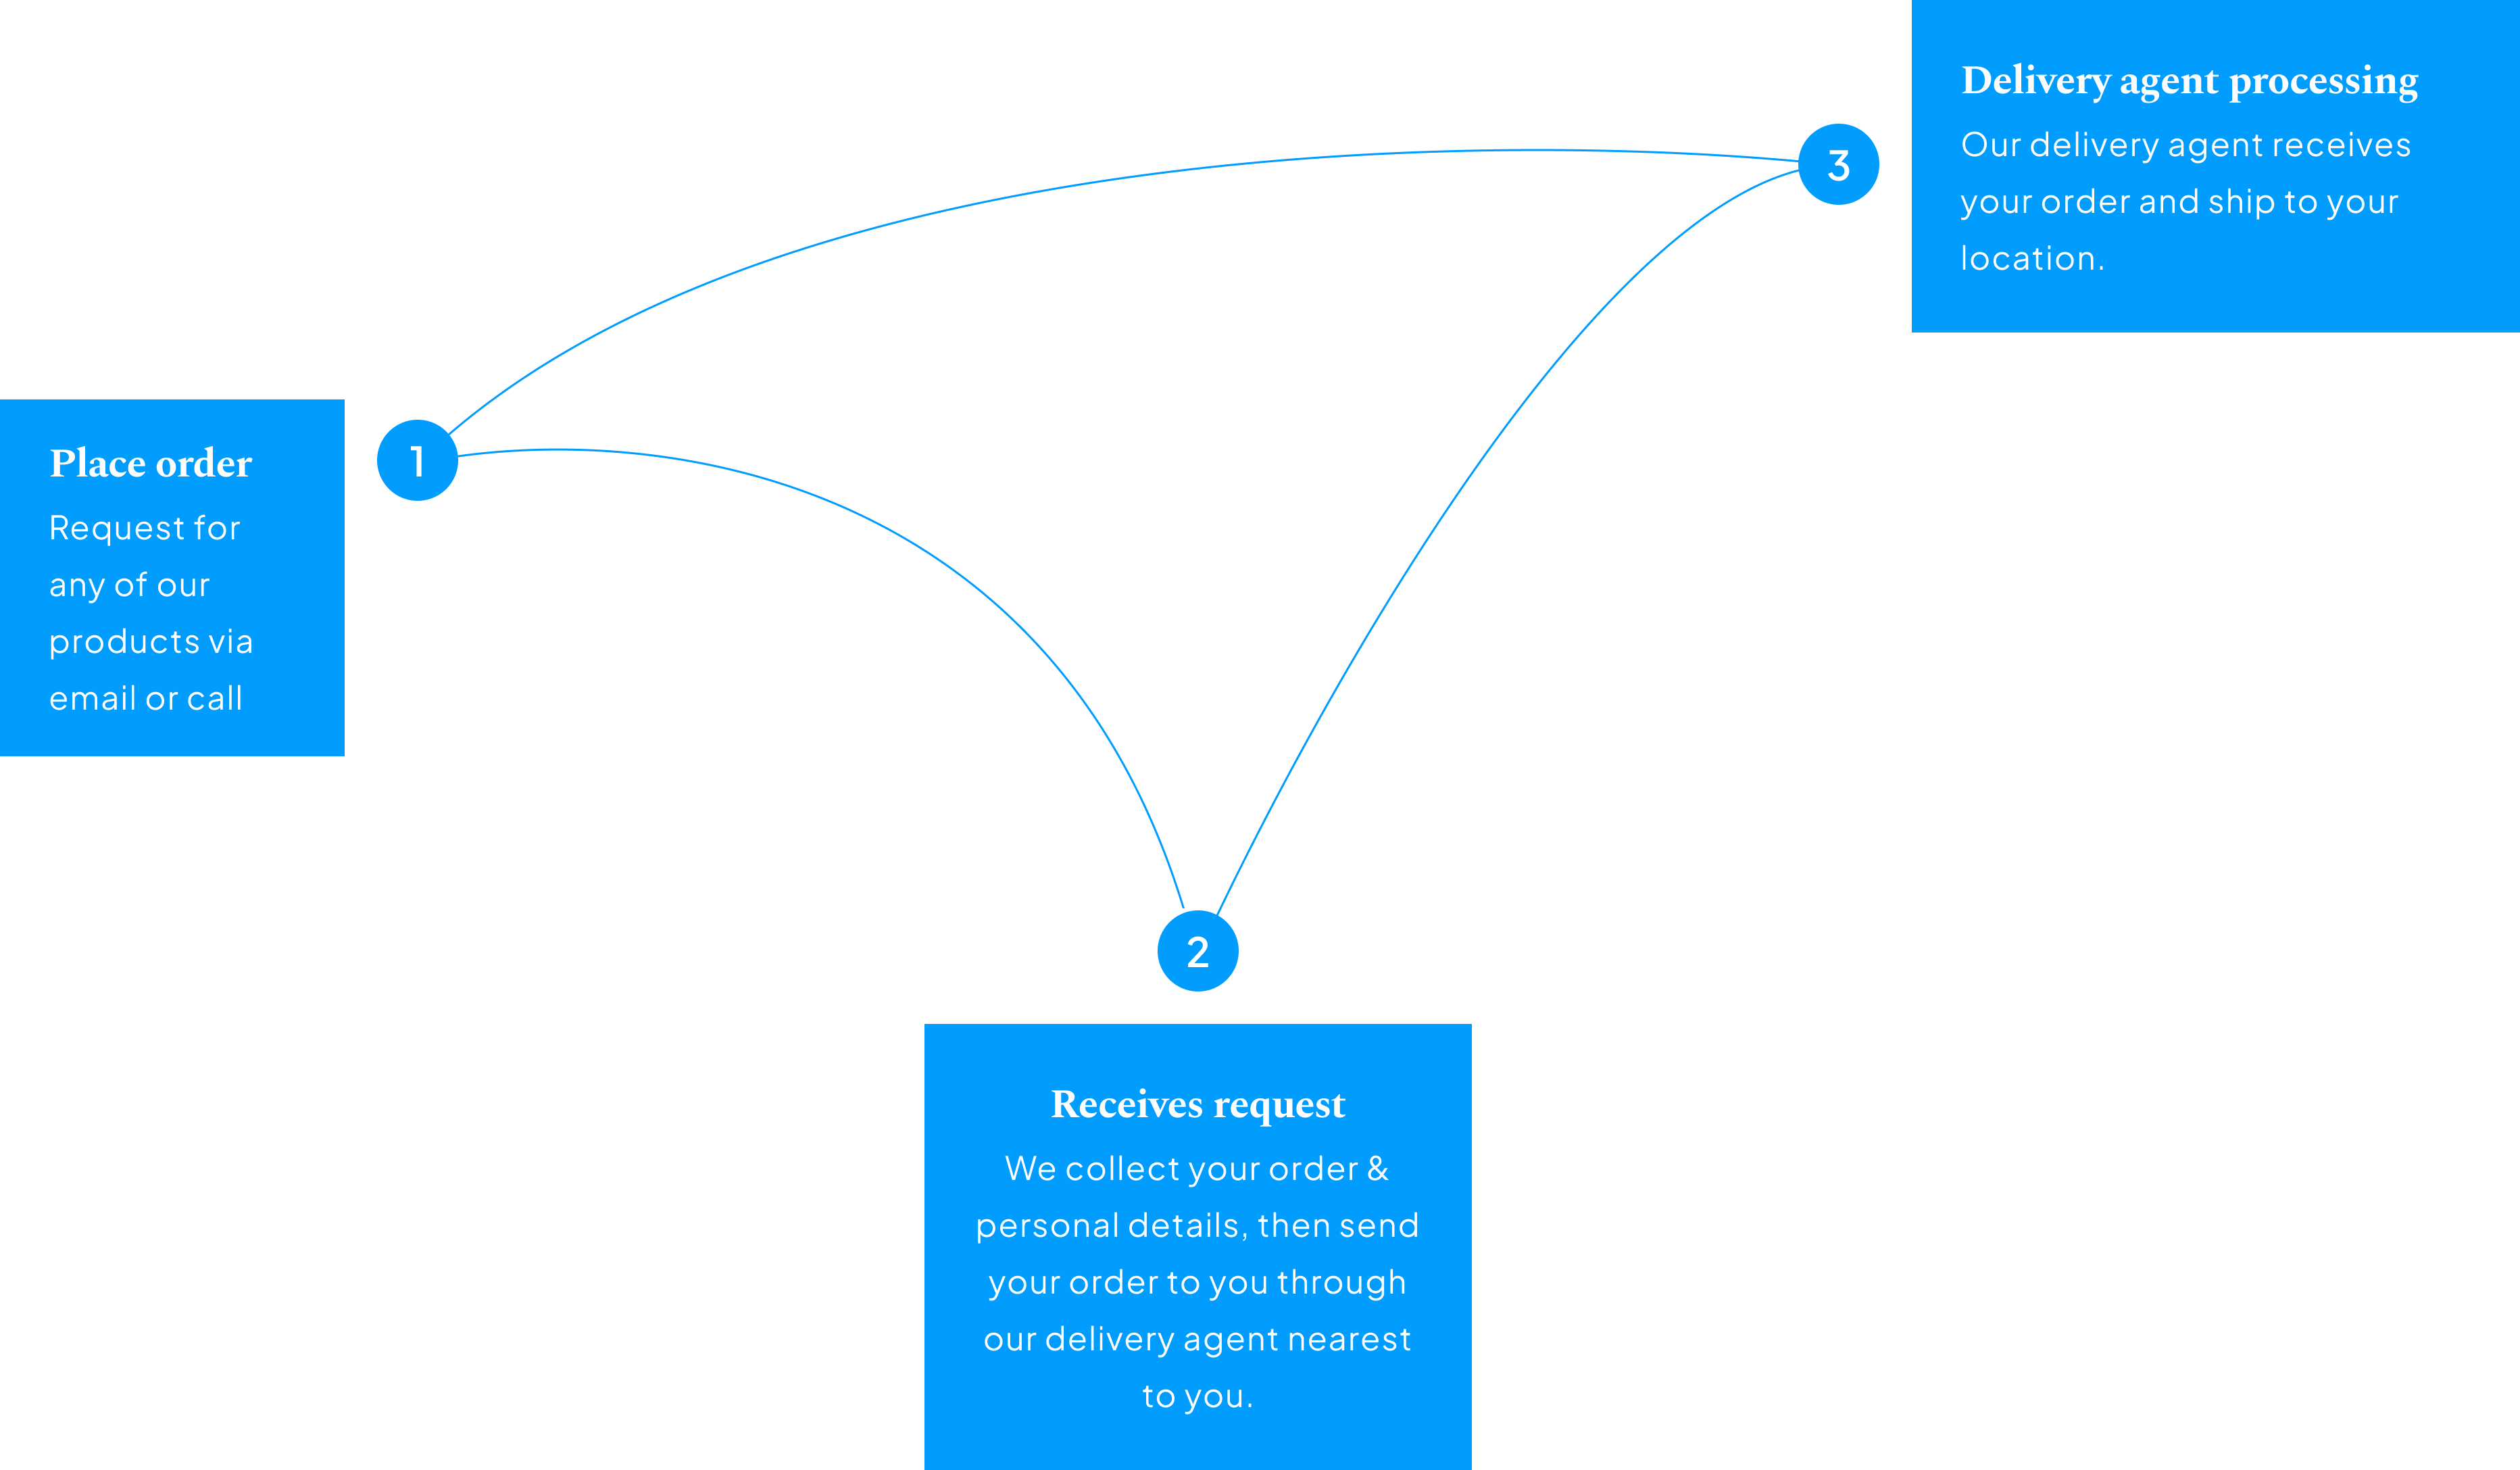 1
Place order
Request for
any of our
products via
email or call
2
Receives request
We collect your order &
personal details, then send
your order to you through
our delivery agent nearest
to you.
3
Delivery agent processing
Our delivery agent receives
your order and ship to your
location.